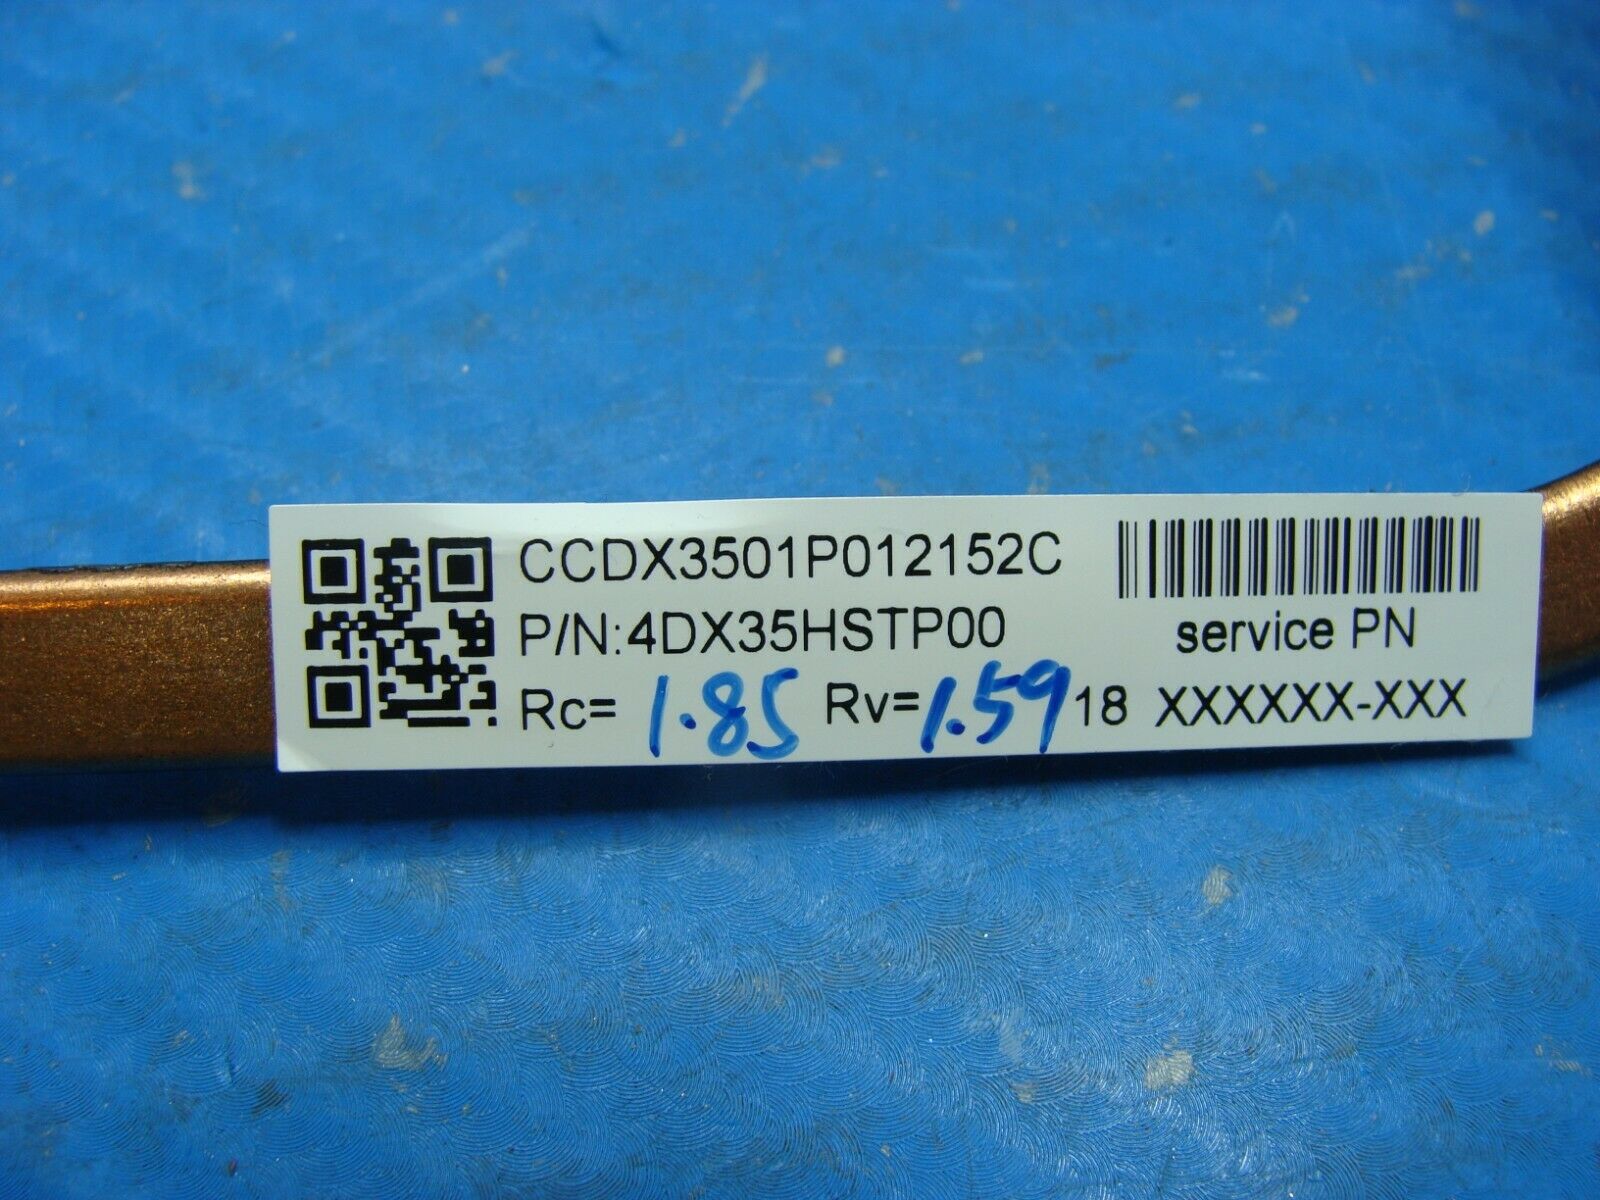 CCDX3501P012152C
P/N:4DX35HSTP00
service PN
Rc= 1.85 Rv=1.59 18 XXXXXX-XXX